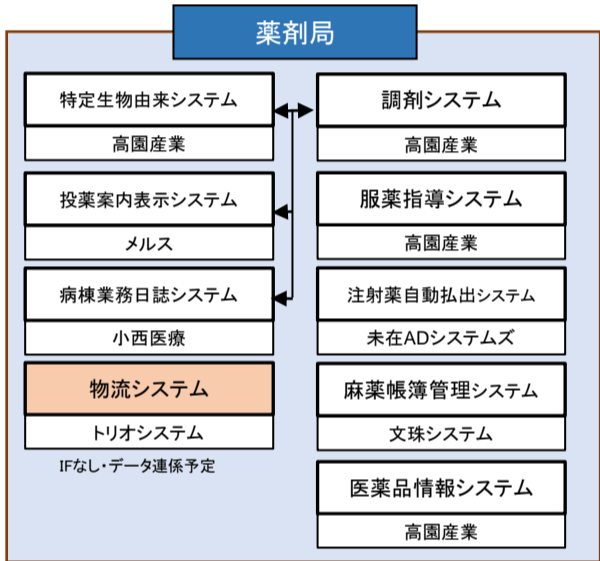 薬剤局
特定生物由来システム
高園産業
投薬案内表示システム
メルス
病棟業務日誌システム
小西医療
物流システム
トリオシステム
IFなし・データ連係予定
調剤システム
高園産業
服薬指導システム
高園産業
注射薬自動払出システム
未在ADシステムズ
麻薬帳簿管理システム
文珠システム
医薬品情報システム
高園産業